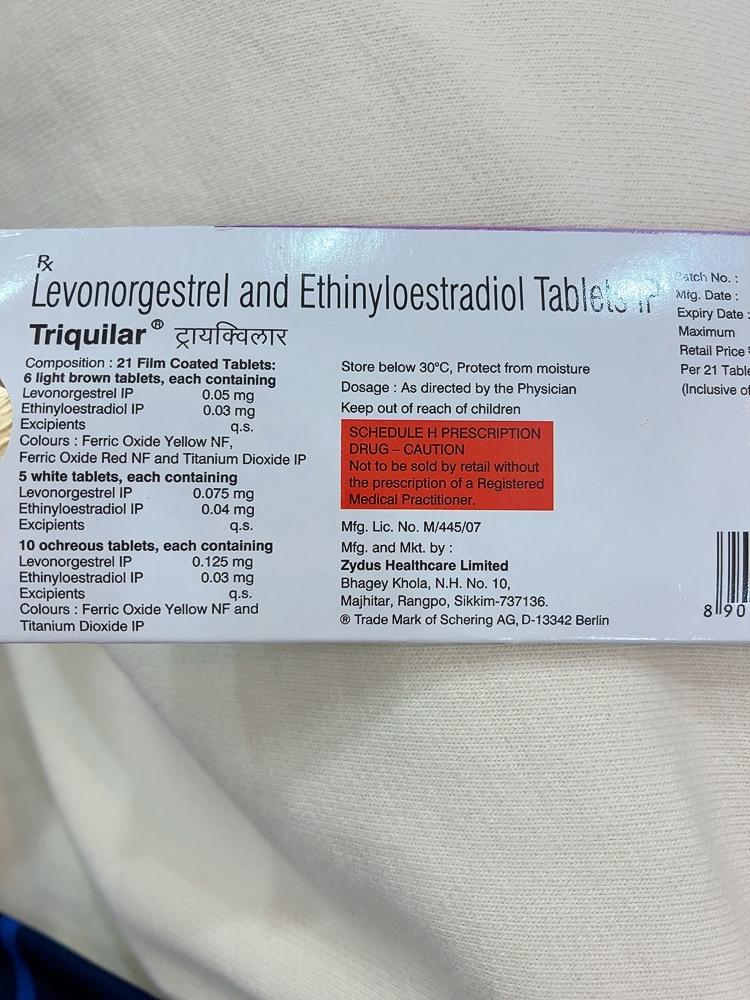 Rx
Levonorgestrel and Ethinyloestradiol Tablets IP
Triquilar® ट्रायक्विलार
Composition : 21 Film Coated Tablets:
6 light brown tablets, each containing
Levonorgestrel IP 0.05 mg
Ethinyloestradiol IP 0.03 mg
Excipients q.s.
Colours : Ferric Oxide Yellow NF,
Ferric Oxide Red NF and Titanium Dioxide IP
5 white tablets, each containing
Levonorgestrel IP 0.075 mg
Ethinyloestradiol IP 0.04 mg
Excipients q.s.
10 ochreous tablets, each containing
Levonorgestrel IP 0.125 mg
Ethinyloestradiol IP 0.03 mg
Excipients q.s.
Colours : Ferric Oxide Yellow NF and
Titanium Dioxide IP
Store below 30°C, Protect from moisture
Dosage : As directed by the Physician
Keep out of reach of children
SCHEDULE H PRESCRIPTION
DRUG – CAUTION
Not to be sold by retail without
the prescription of a Registered
Medical Practitioner.
Mfg. Lic. No. M/445/07
Mfg. and Mkt. by :
Zydus Healthcare Limited
Bhagey Khola, N.H. No. 10,
Majhitar, Rangpo, Sikkim-737136.
® Trade Mark of Schering AG, D-13342 Berlin
Batch No. :
Mfg. Date :
Expiry Date :
Maximum
Retail Price ₹
Per 21 Table
(Inclusive of
8 90